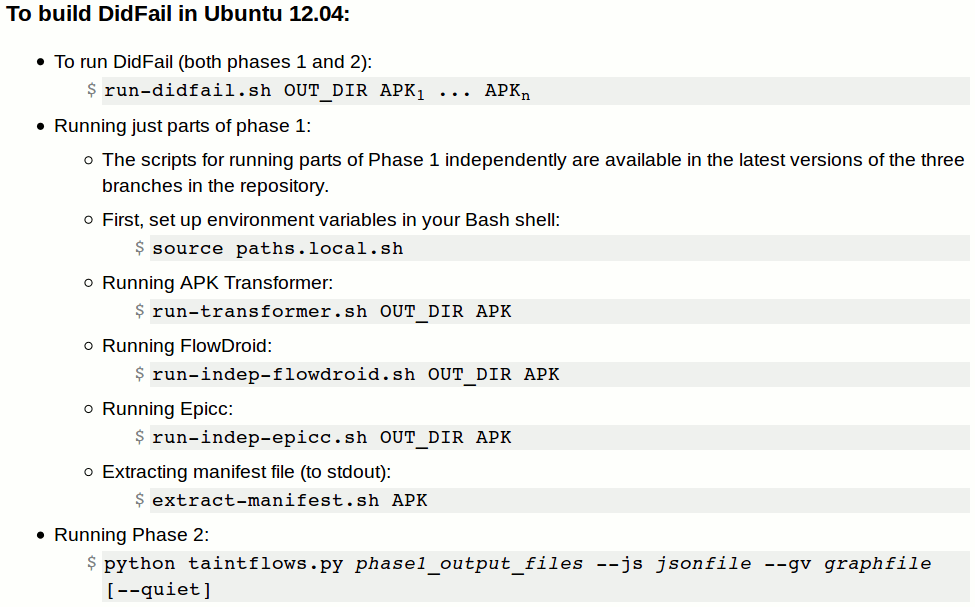 To build DidFail in Ubuntu 12.04:
To run DidFail (both phases 1 and 2):
$ run-didfail.sh OUT_DIR APK1 ... APKn
Running just parts of phase 1:
The scripts for running parts of Phase 1 independently are available in the latest versions of the three
branches in the repository.
First, set up environment variables in your Bash shell:
$ source paths.local.sh
Running APK Transformer:
$ run-transformer.sh OUT_DIR APK
Running FlowDroid:
$ run-indep-flowdroid.sh OUT_DIR APK
Running Epicc:
$ run-indep-epicc.sh OUT_DIR APK
Extracting manifest file (to stdout):
$ extract-manifest.sh APK
Running Phase 2:
$ python taintflows.py phase1_output_files --js jsonfile --gv graphfile
[--quiet]